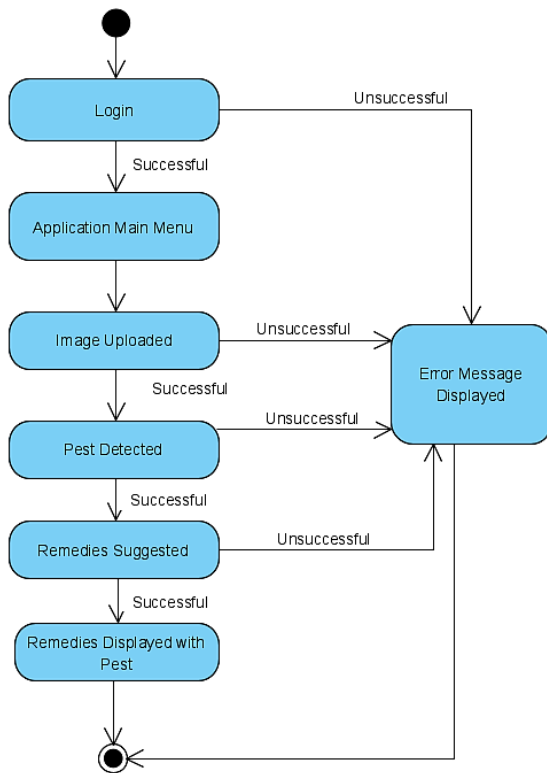 Unsuccessful
Login
Successful
Application Main Menu
Image Uploaded
Unsuccessful
Error Message
Displayed
Successful
Unsuccessful
Pest Detected
Successful
Remedies Suggested
Unsuccessful
Successful
Remedies Displayed with
Pest